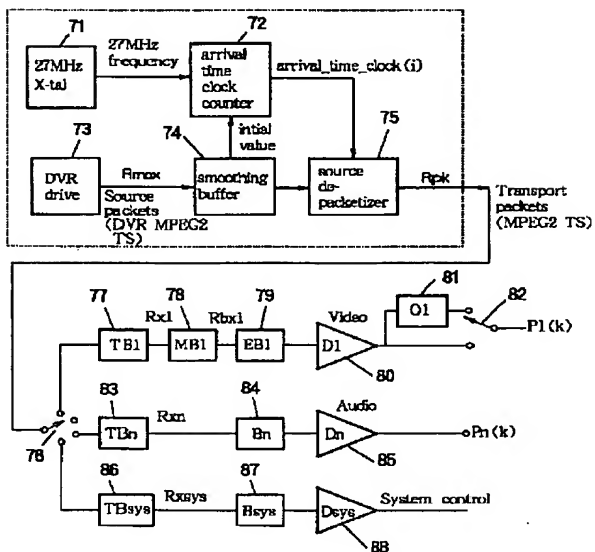 71
72
27MHz
X-tal
27MHz
frequency
arrival
time
clock
counter
arrival_time_clock(i)
73
74
intial
value
75
DVR
drive
Rmax
Source
packets
(DVR MPEG2
TS)
smoothing
buffer
source
de-
packetizer
Rpk
Transport
packets
(MPEG2 TS)
77
Rx1
78
Rbx1
79
Video
81
82
TB1
MB1
EB1
D1
O1
P1(k)
80
76
83
Rxn
84
Audio
TBn
Bn
Dn
Pn(k)
85
86
Rxsys
87
System control
TBsys
Bsys
Dsys
88